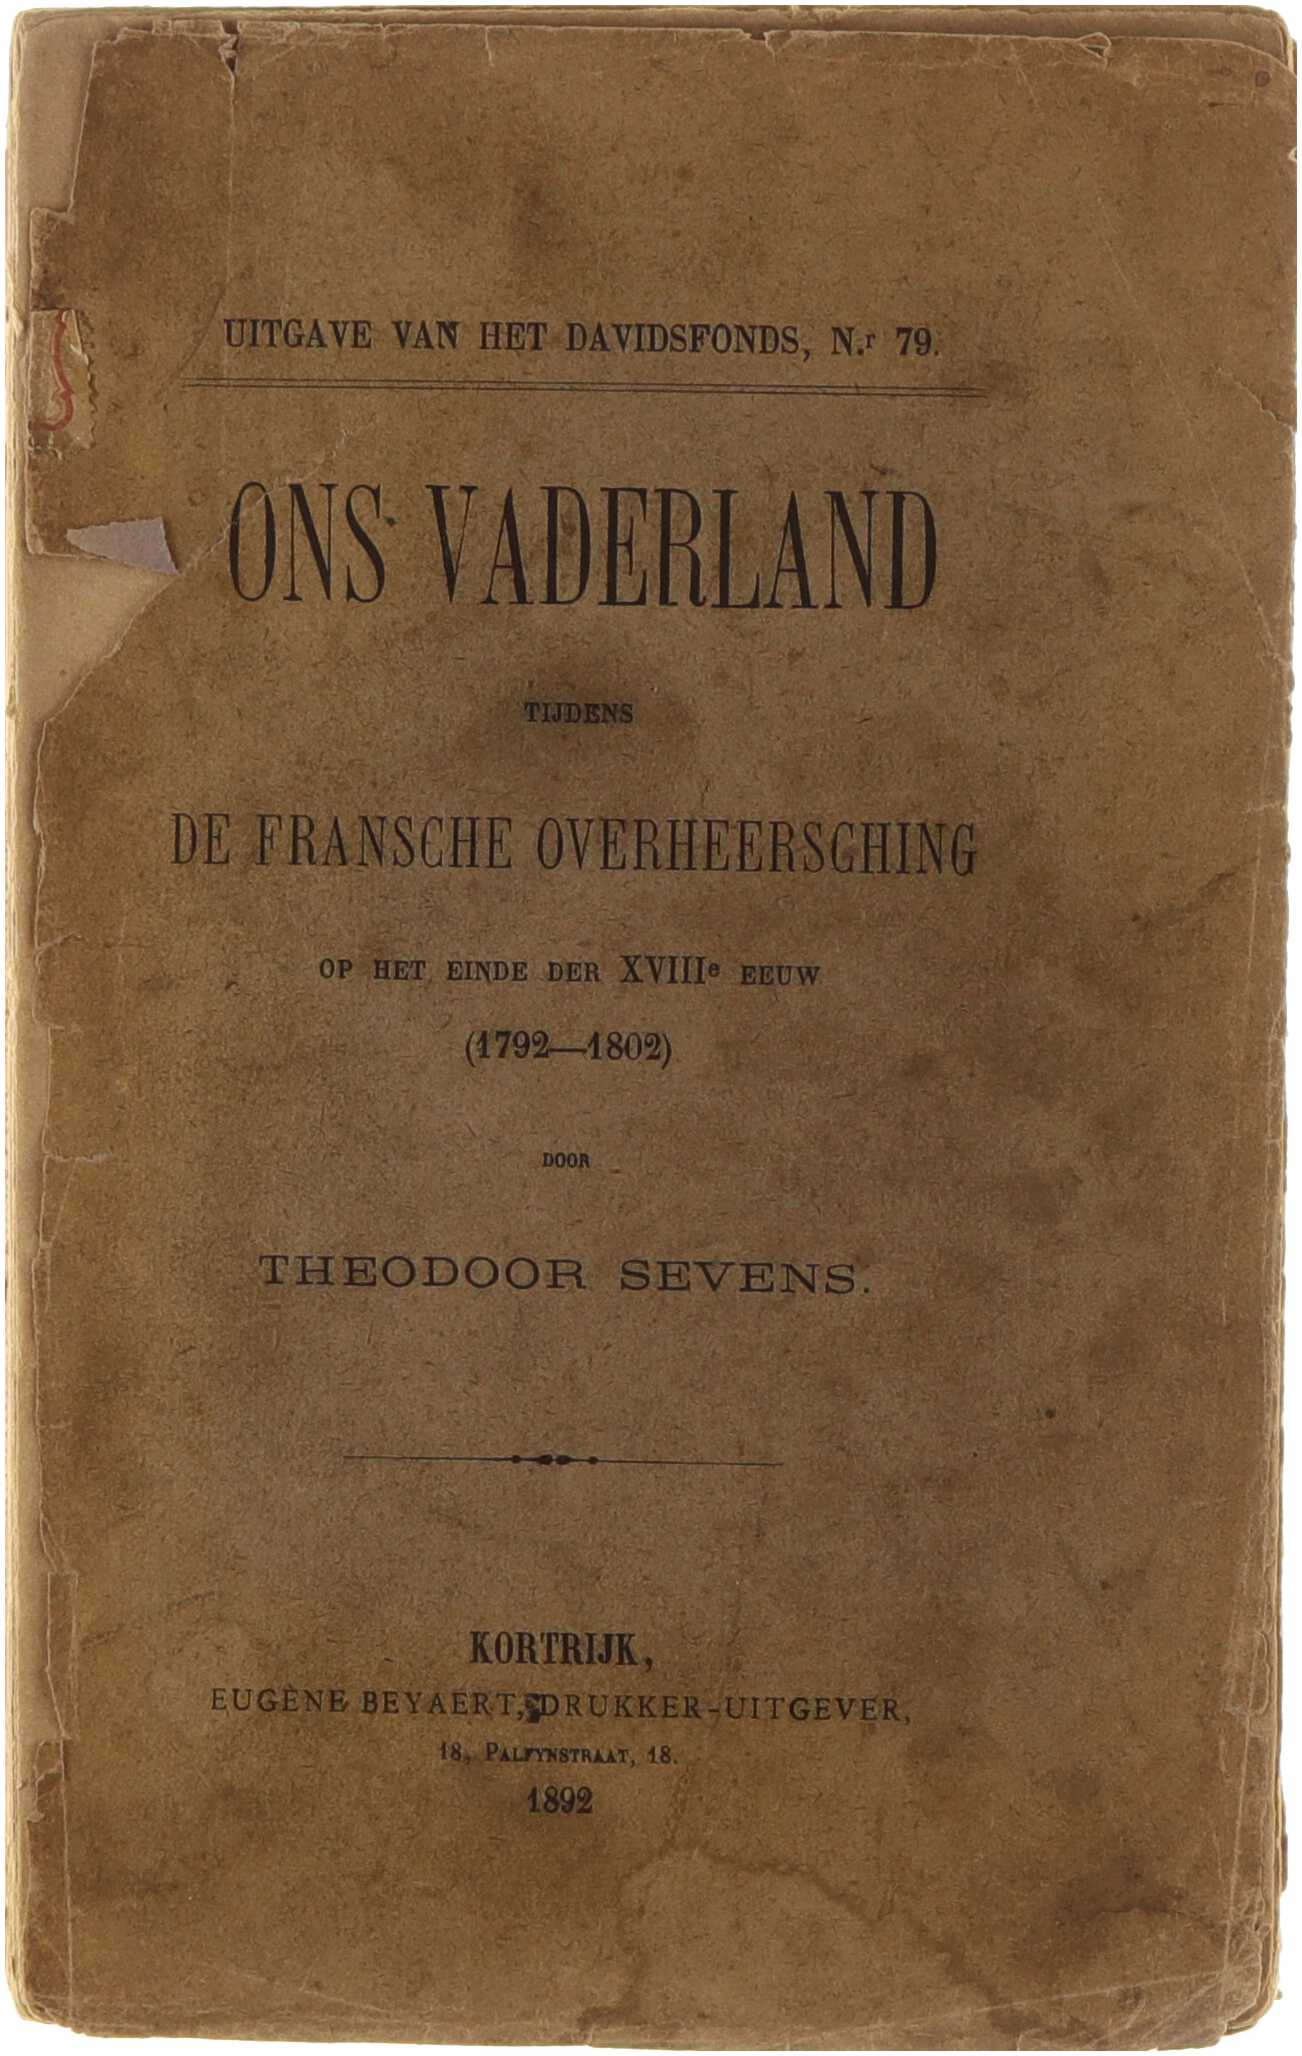 UITGAVE VAN HET DAVIDSFONDS, N.r 79.
ONS VADERLAND
TIJDENS
DE FRANSCHE OVERHEERSCHING
OP HET EINDE DER XVIIIe EEUW
(1792—1802)
DOOR
THEODOOR SEVENS.
KORTRIJK,
EUGÈNE BEYAERT, DRUKKER-UITGEVER,
18, PALFYNSTRAAT, 18.
1892